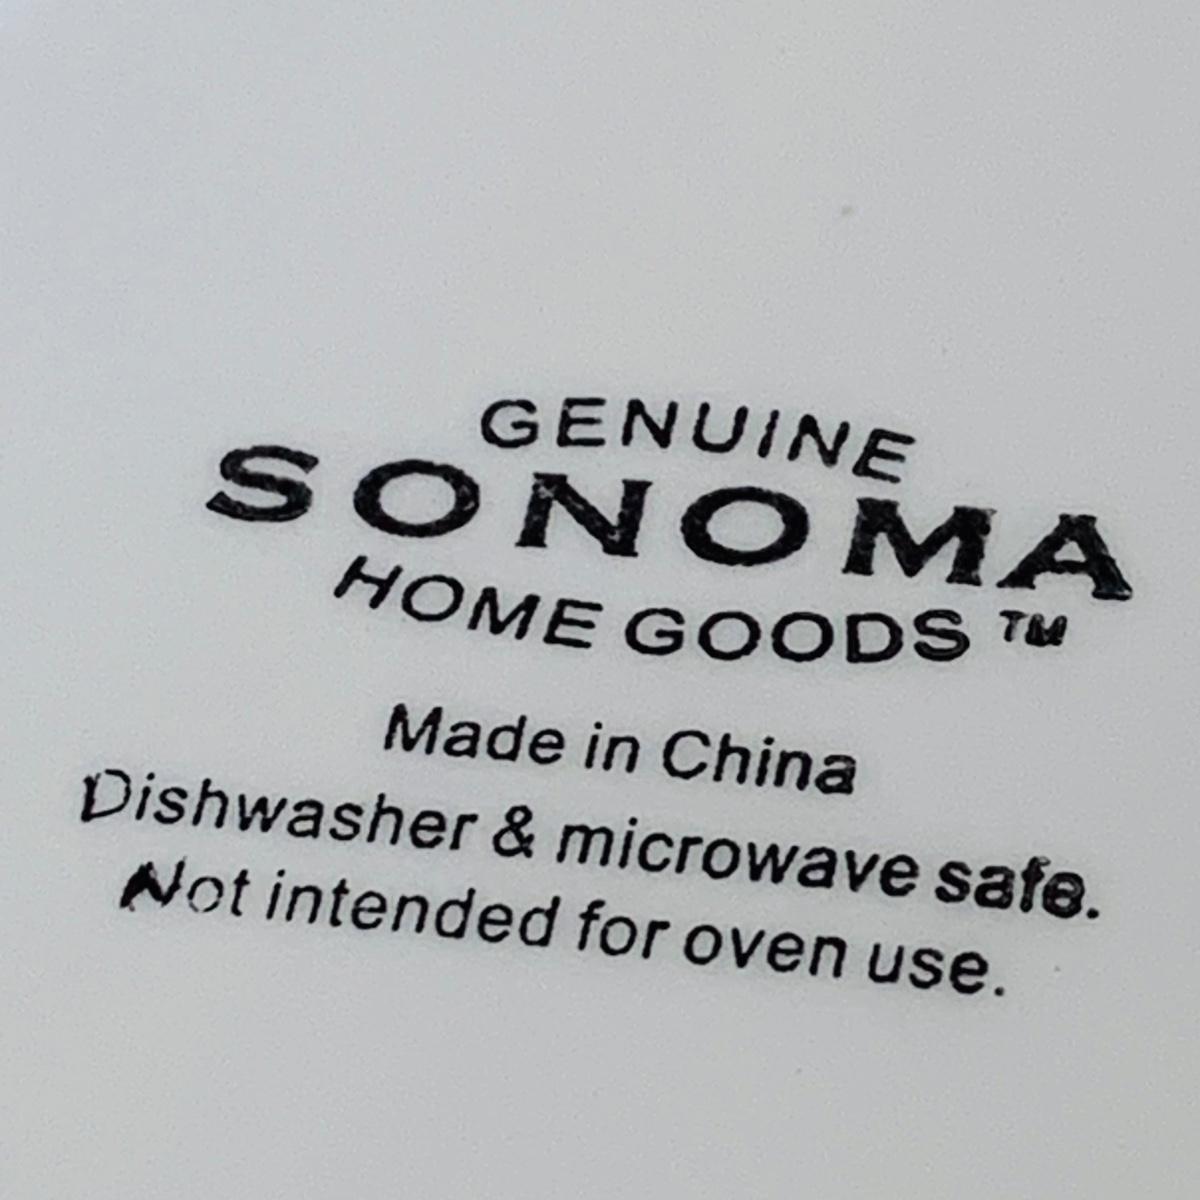 GENUINE
SONOMA
HOME GOODS ™
Made in China
Dishwasher & microwave safe.
Not intended for oven use.